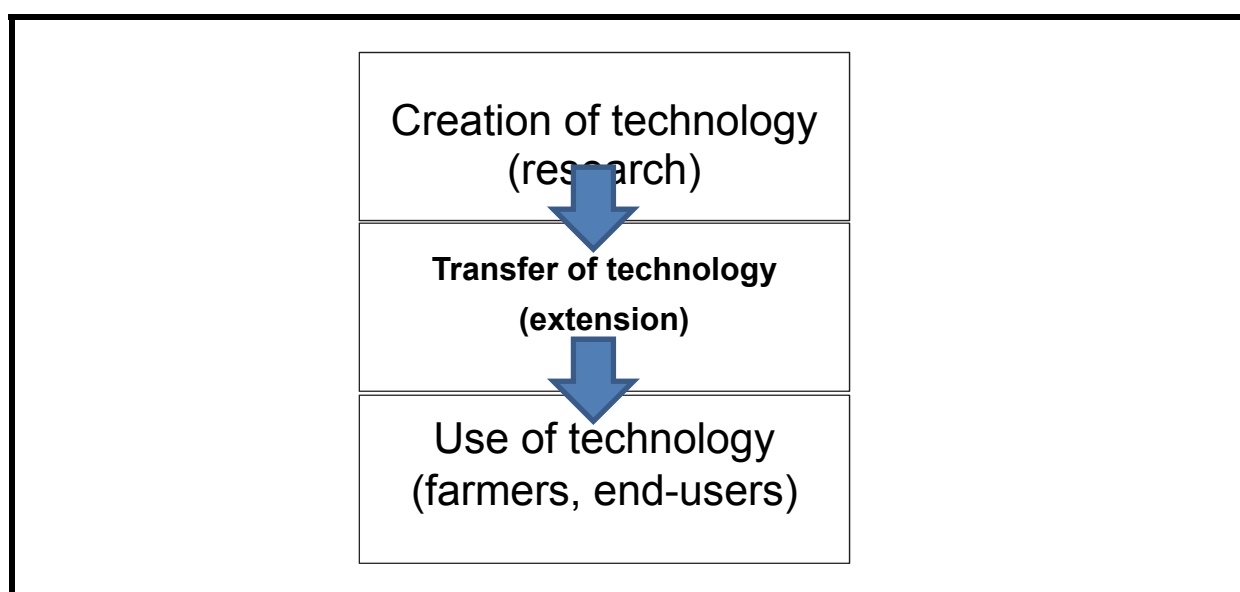 Creation of technology
(research)
Transfer of technology
(extension)
Use of technology
(farmers, end-users)